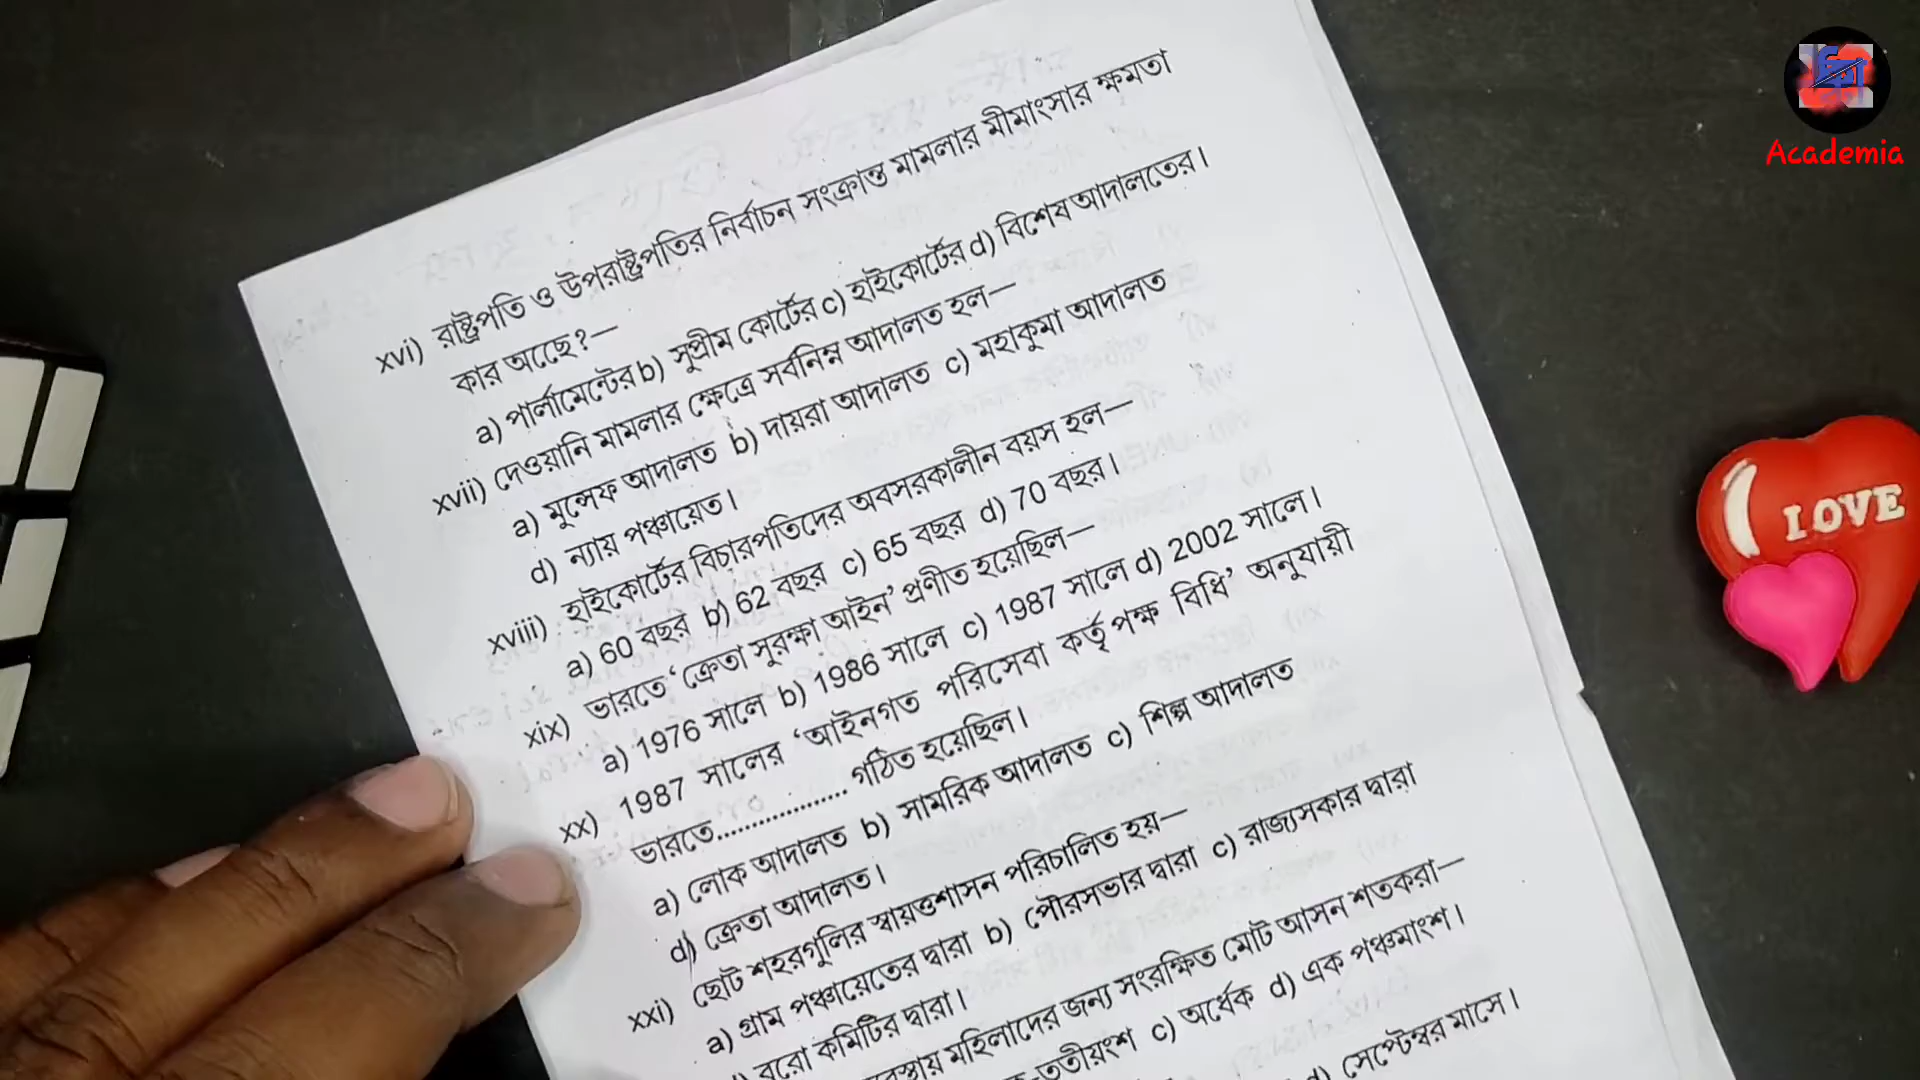 xvi) রাষ্ট্রপতি ও উপরাষ্ট্রপতির নির্বাচন সংক্রান্ত মামলার মীমাংসার ক্ষমতা
কার আছে?—
a) পার্লামেন্টের b) সুপ্রীম কোর্টের c) হাইকোর্টের d) বিশেষ আদালতের।
xvii) দেওয়ানি মামলার ক্ষেত্রে সর্বনিম্ন আদালত হল—
a) মুন্সেফ আদালত b) দায়রা আদালত c) মহাকুমা আদালত
d) ন্যায় পঞ্চায়েত।
xviii) হাইকোর্টের বিচারপতিদের অবসরকালীন বয়স হল—
a) 60 বছর b) 62 বছর c) 65 বছর d) 70 বছর।
xix) ভারতে ‘ক্রেতা সুরক্ষা আইন’ প্রণীত হয়েছিল—
a) 1976 সালে b) 1986 সালে c) 1987 সালে d) 2002 সালে।
xx) 1987 সালের ‘আইনগত পরিসেবা কর্তৃপক্ষ বিধি’ অনুযায়ী
ভারতে................... গঠিত হয়েছিল।
a) লোক আদালত b) সামরিক আদালত c) শিল্প আদালত
d) ক্রেতা আদালত।
xxi) ছোট শহরগুলির স্বায়ত্তশাসন পরিচালিত হয়—
a) গ্রাম পঞ্চায়েতের দ্বারা b) পৌরসভার দ্বারা c) রাজ্যসকার দ্বারা
বরো কমিটির দ্বারা।
মহিলাদের জন্য সংরক্ষিত মোট আসন শতকরা—
c) অর্ধেক d) এক পঞ্চমাংশ।
সেপ্টেম্বর মাসে।
Academia
LOVE